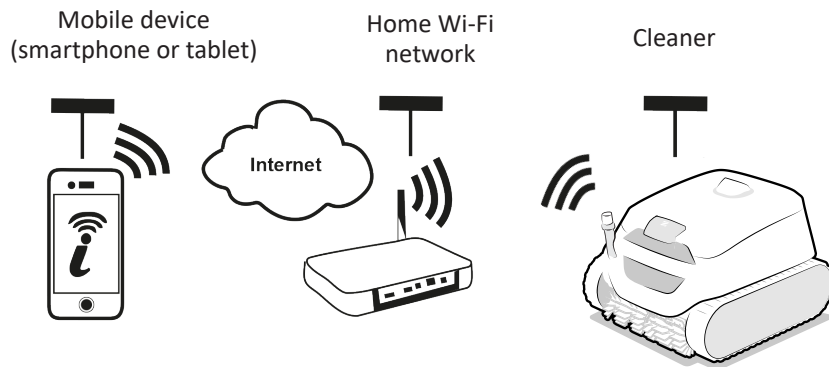 Mobile device
(smartphone or tablet)
Home Wi-Fi
network
Cleaner
Internet
i